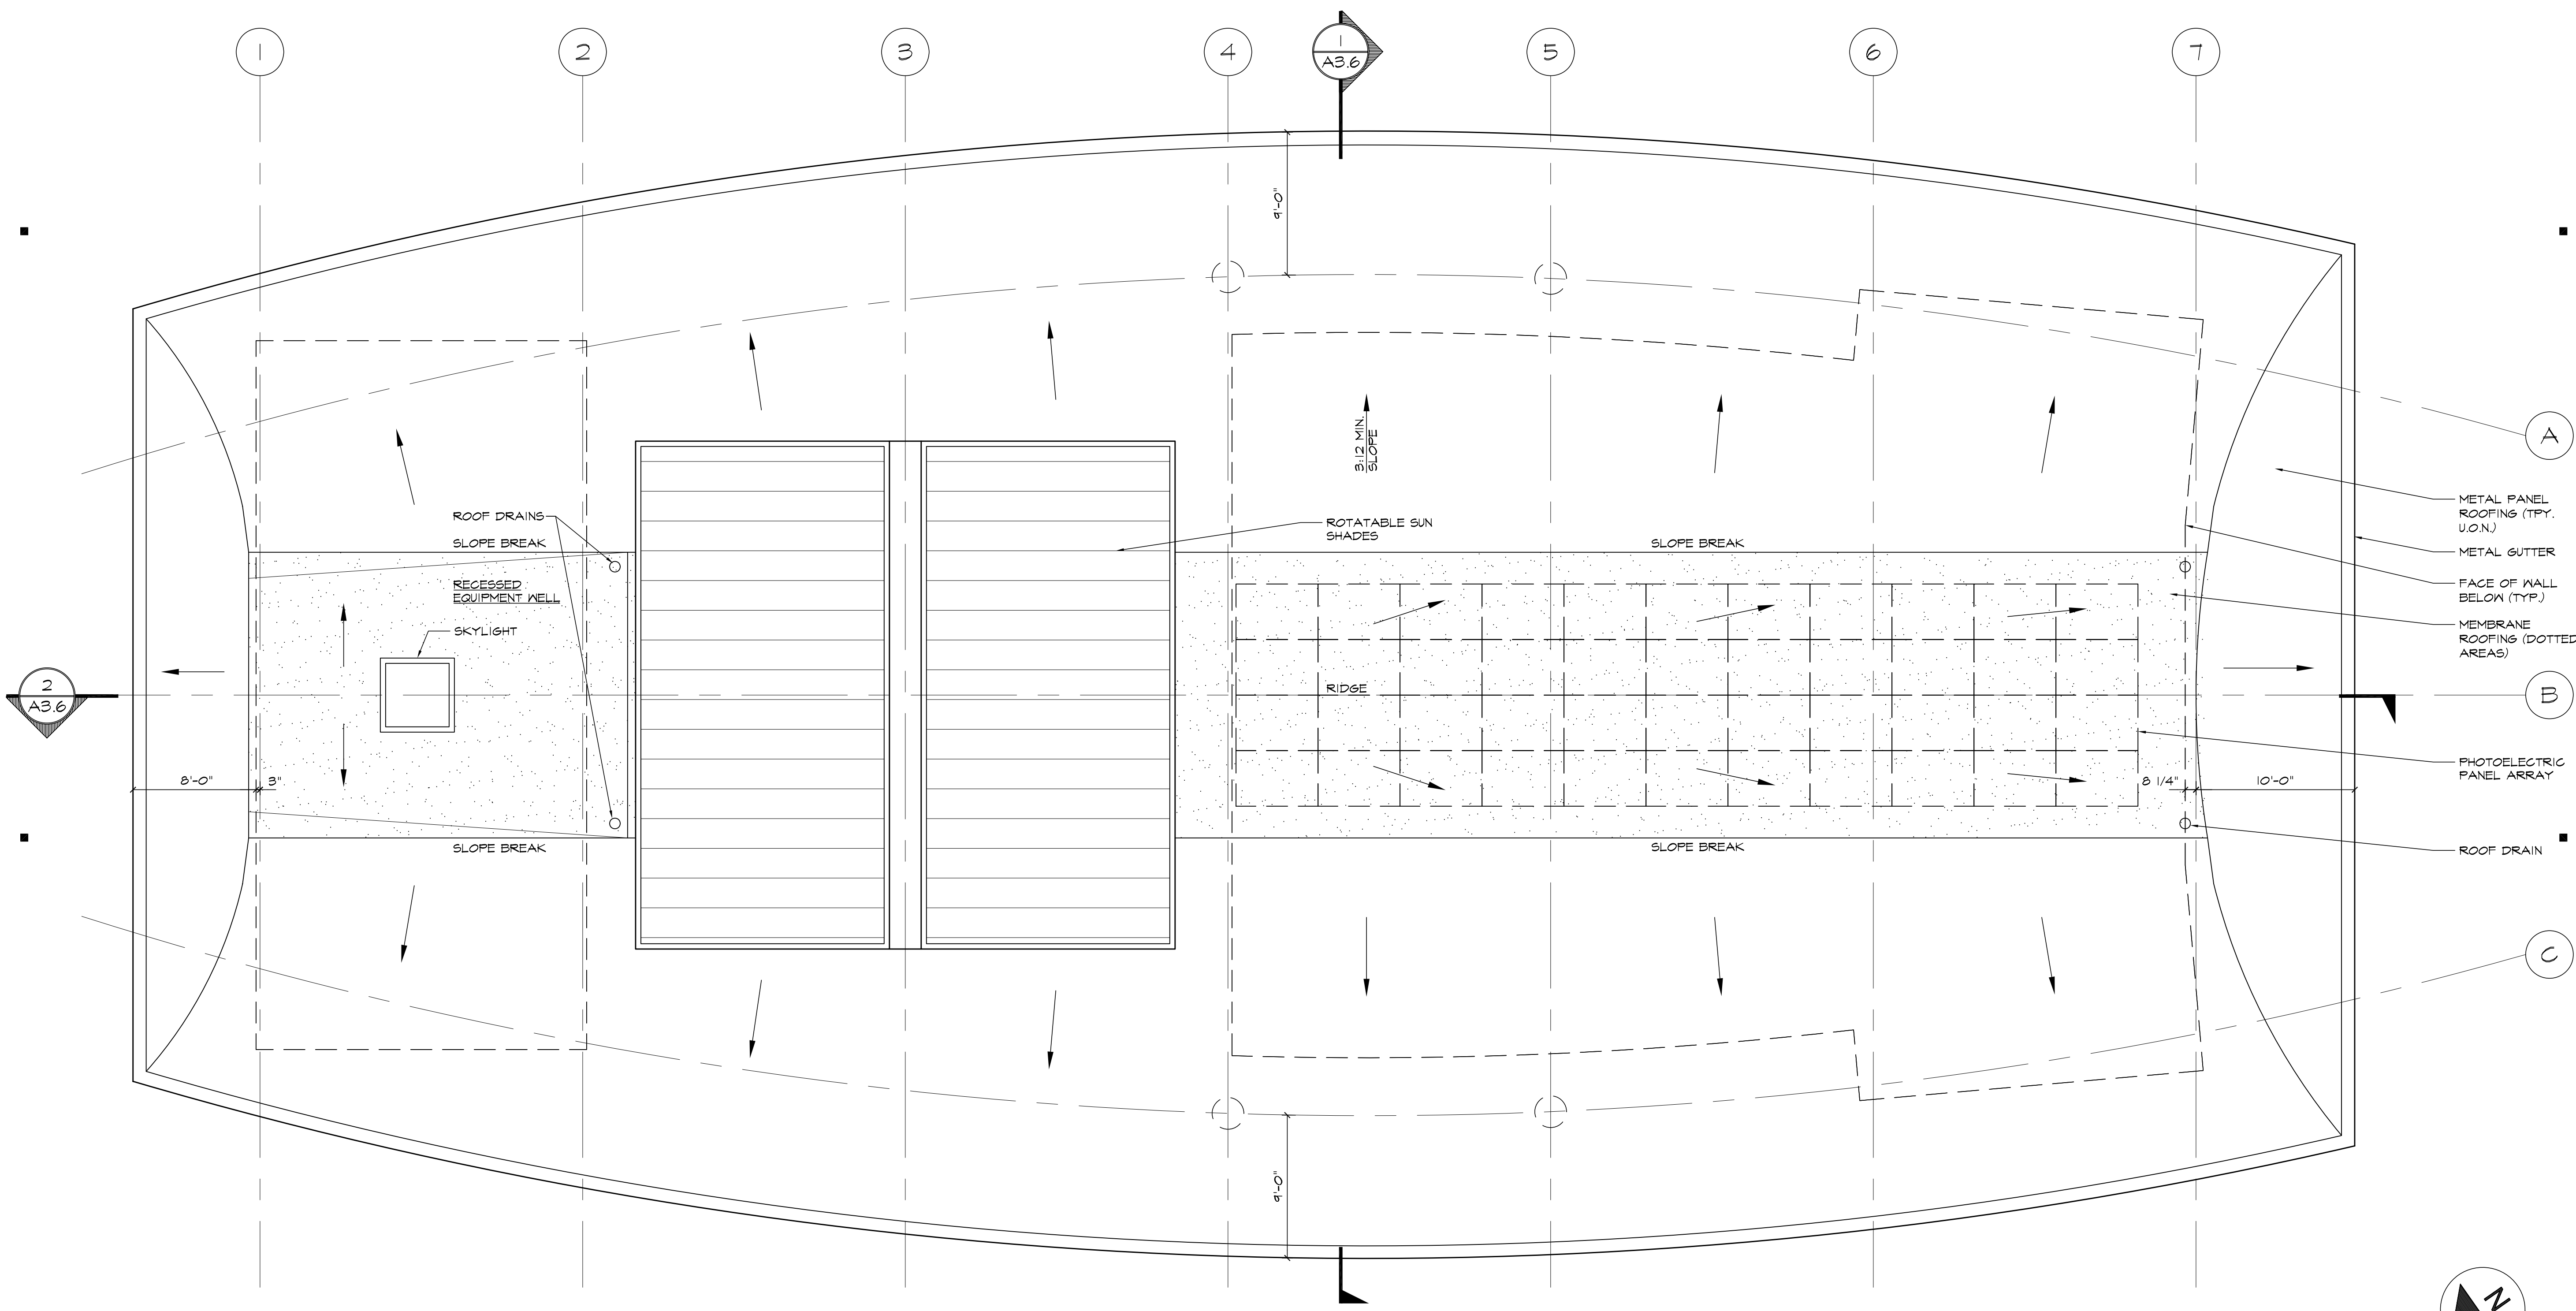 1
2
3
4
1
A3.6
5
6
7
9'-0"
A
3:12 MIN.
SLOPE
METAL PANEL
ROOFING (TPY.
U.O.N.)
ROOF DRAINS
ROTATABLE SUN
SHADES
SLOPE BREAK
SLOPE BREAK
METAL GUTTER
RECESSED
EQUIPMENT WELL
FACE OF WALL
BELOW (TYP.)
SKYLIGHT
MEMBRANE
ROOFING (DOTTED
AREAS)
2
A3.6
RIDGE
B
PHOTOELECTRIC
PANEL ARRAY
8'-0"
3"
8 1/4"
10'-0"
SLOPE BREAK
SLOPE BREAK
ROOF DRAIN
C
9'-0"
N